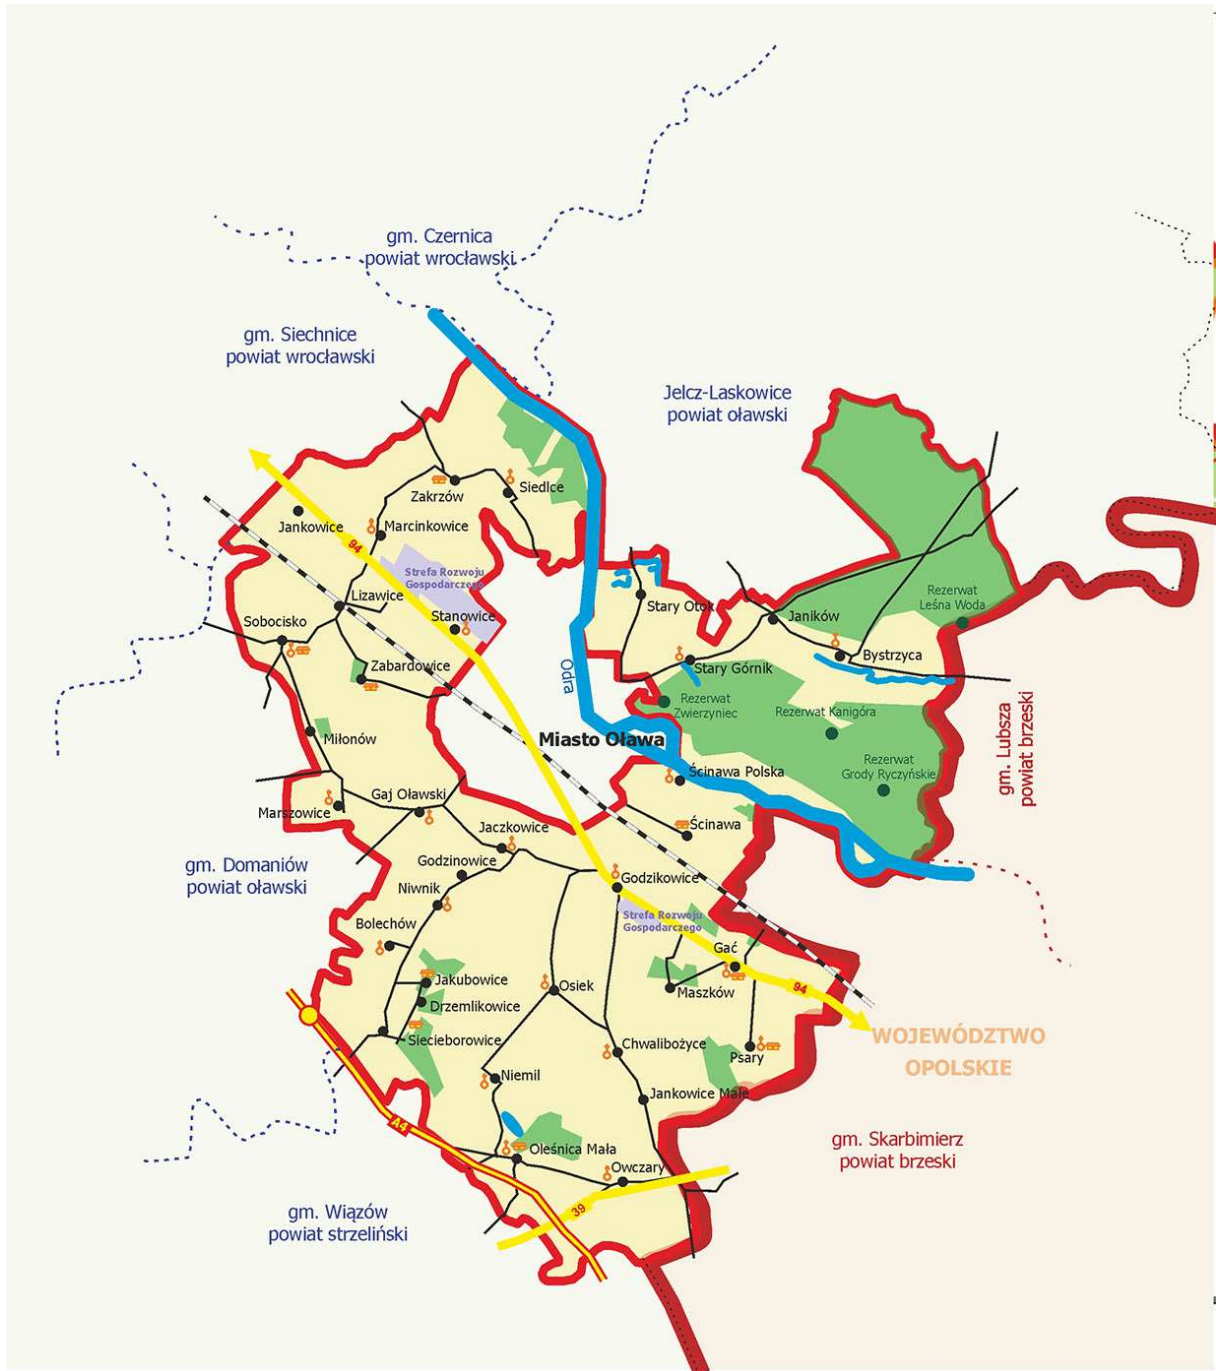 gm. Czernica
powiat wrocławski
gm. Siechnice
powiat wrocławski
Jelcz-Laskowice
powiat oławski
Zakrzów
Siedlce
Jankowice
Marcinkowice
94
Strefa Rozwoju
Gospodarczego
Lizawice
Stanowice
Sobocisko
Zabardowice
Stary Otok
Janików
Rezerwat
Leśna Woda
Bystrzyca
Stary Górnik
Odra
Rezerwat
Zwierzyniec
Rezerwat Kanigóra
Miłonów
Miasto Oława
Rezerwat
Grody Ryczyńskie
gm. Lubsza
powiat brzeski
Ścinawa Polska
Marszowice
Gaj Oławski
Jaczkowice
Ścinawa
gm. Domaniów
powiat oławski
Godzinowice
Niwnik
Godzikowice
Strefa Rozwoju
Gospodarczego
Bolechów
Gać
Jakubowice
Osiek
Maszków
94
Drzemlikowice
Siecieborowice
WOJEWÓDZTWO
OPOLSKIE
Chwalibożyce
Psary
Niemil
Jankowice Małe
A4
gm. Skarbimierz
powiat brzeski
Oleśnica Mała
Owczary
39
gm. Wiązów
powiat strzeliński